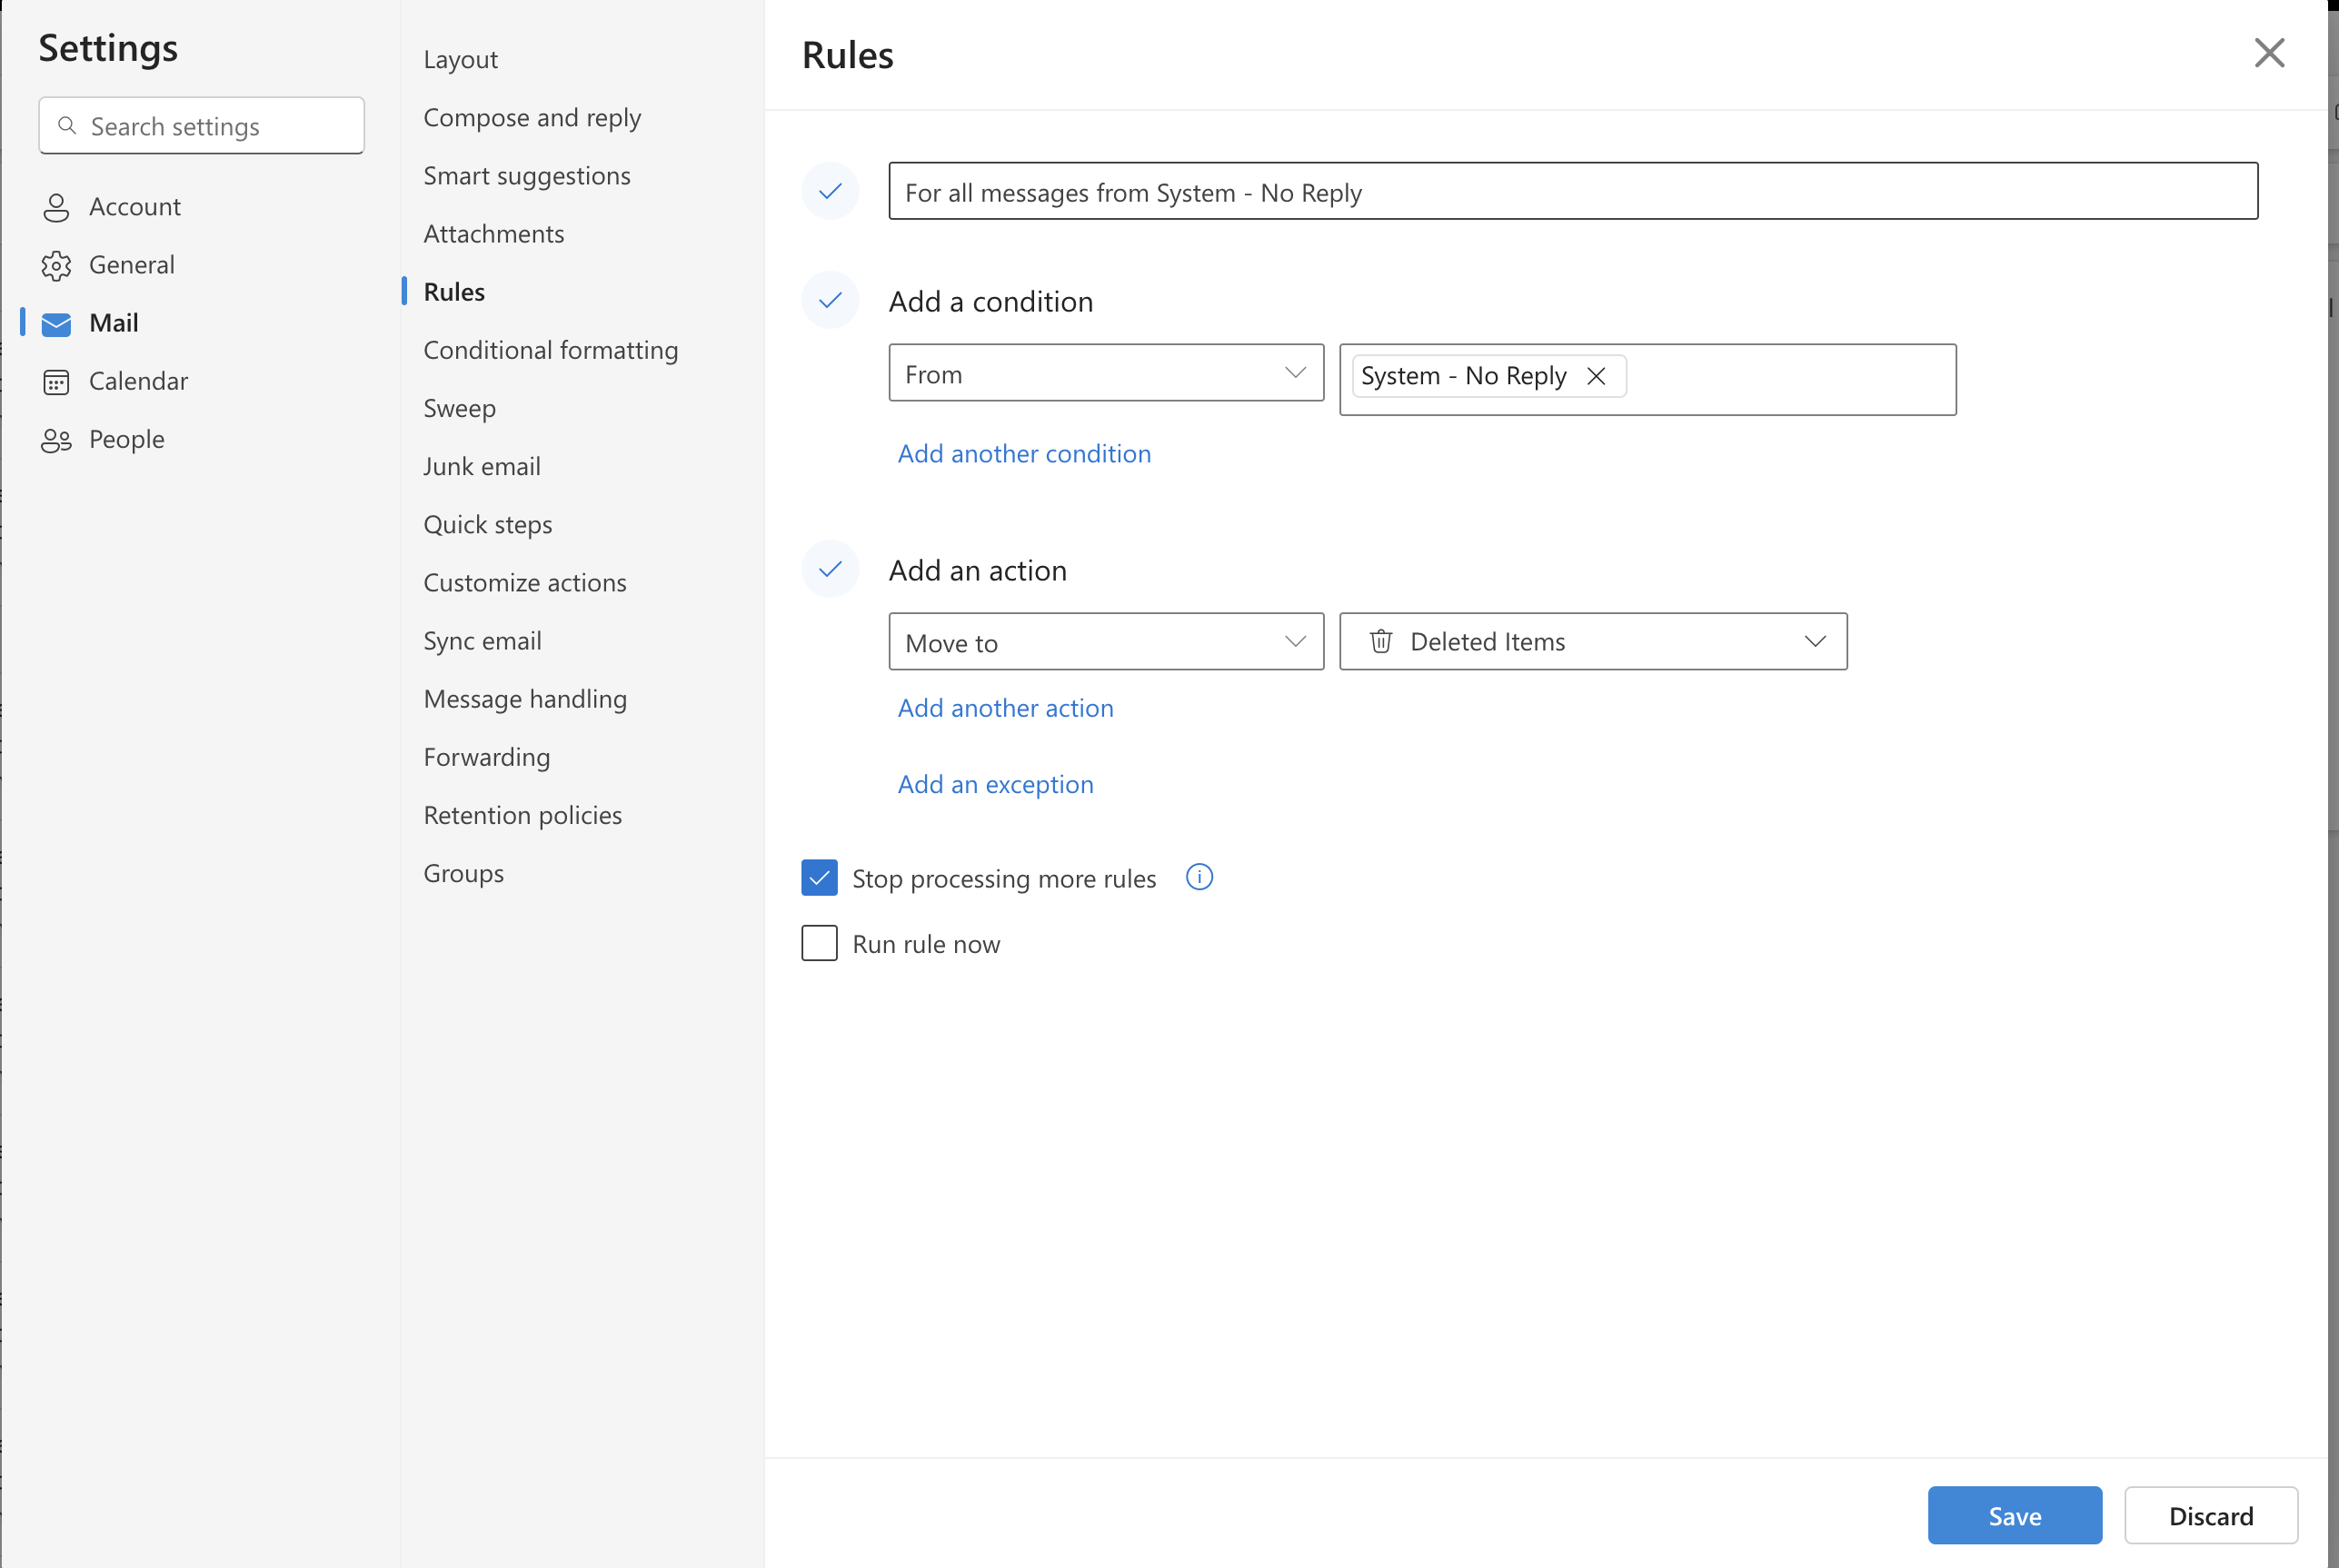 Settings
Search settings
Account
General
Mail
Calendar
People
Layout
Compose and reply
Smart suggestions
Attachments
Rules
Conditional formatting
Sweep
Junk email
Quick steps
Customize actions
Sync email
Message handling
Forwarding
Retention policies
Groups
Rules
For all messages from System - No Reply
Add a condition
From
System - No Reply
Add another condition
Add an action
Move to
Deleted Items
Add another action
Add an exception
Stop processing more rules
Run rule now
Save
Discard